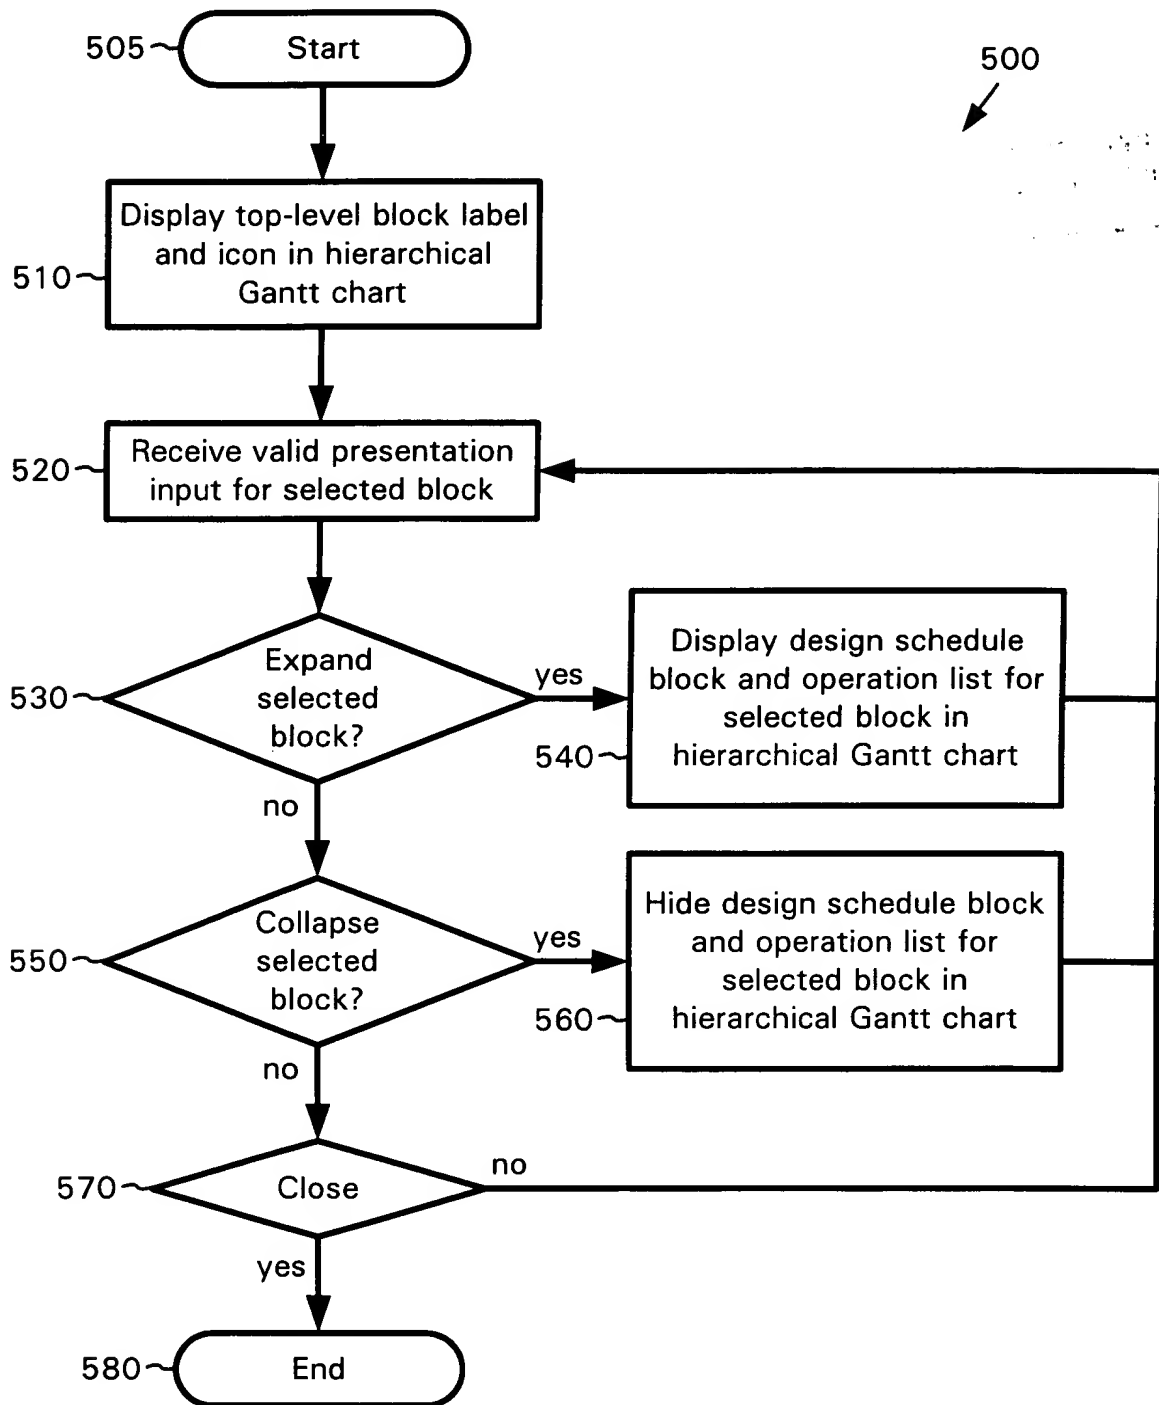 505
Start
500
Display top-level block label
and icon in hierarchical
Gantt chart
510
Receive valid presentation
input for selected block
520
Expand
selected
block?
530
yes
no
Display design schedule
block and operation list for
selected block in
hierarchical Gantt chart
540
Collapse
selected
block?
550
yes
no
Hide design schedule block
and operation list for
selected block in
hierarchical Gantt chart
560
Close
570
no
yes
580
End